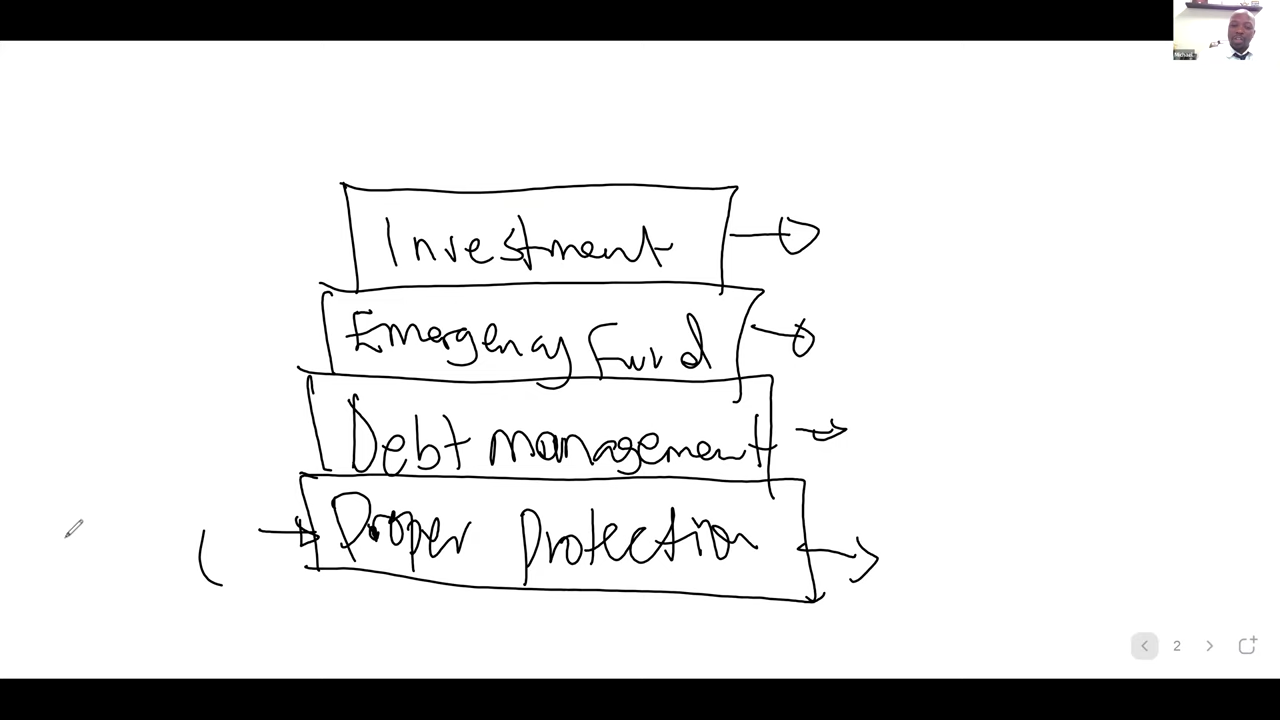 Investment
Emergency Fund
Debt management
Proper Protection
2